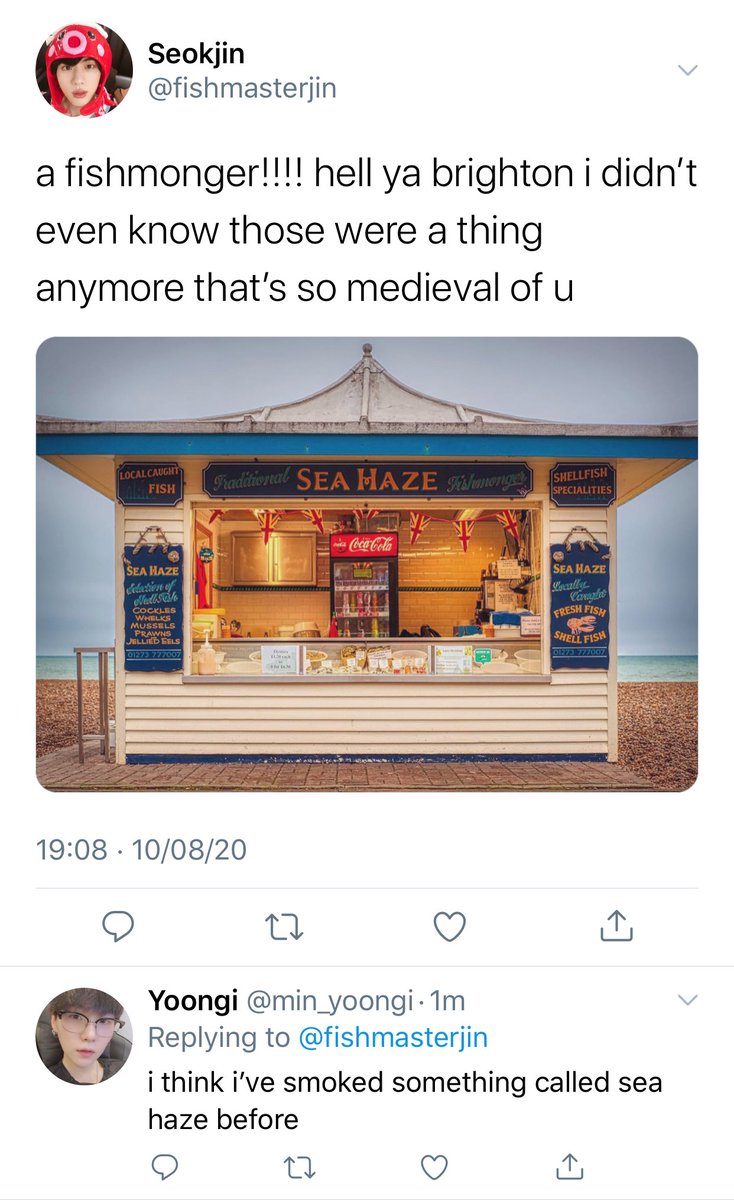 Seokjin
@fishmasterjin
a fishmonger!!!! hell ya brighton i didn’t
even know those were a thing
anymore that’s so medieval of u
LOCAL CAUGHT
FISH
Traditional SEA HAZE Fishmonger
SHELLFISH
SPECIALITIES
Coca-Cola
SEA HAZE
Selection of
Shell-Fish
COCKLES
WHELKS
MUSSELS
PRAWNS
JELLIED EELS
01273 777007
SEA HAZE
Locally
Caught
FRESH FISH
SHELL FISH
01273 777007
19:08 · 10/08/20
Yoongi @min_yoongi · 1m
Replying to @fishmasterjin
i think i’ve smoked something called sea
haze before